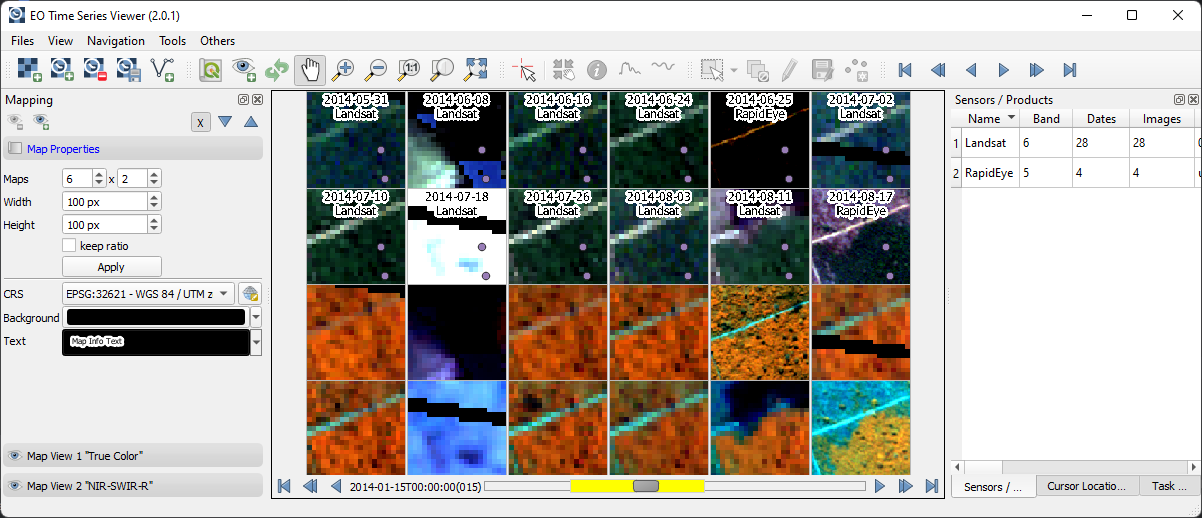 EO Time Series Viewer (2.0.1)
Files View Navigation Tools Others
1:1
Mapping
x
Map Properties
Maps 6 x 2
Width 100 px
Height 100 px
keep ratio
Apply
CRS EPSG:32621 - WGS 84 / UTM z
Background
Text Map Info Text
Map View 1 "True Color"
Map View 2 "NIR-SWIR-R"
2014-05-31 2014-06-08 2014-06-16 2014-06-24 2014-06-25 2014-07-02
Landsat Landsat Landsat Landsat RapidEye Landsat
2014-07-10 2014-07-18 2014-07-26 2014-08-03 2014-08-11 2014-08-17
Landsat Landsat Landsat Landsat Landsat RapidEye
2014-01-15T00:00:00(015)
Sensors / Products
Name Band Dates Images
1 Landsat 6 28 28
2 RapidEye 5 4 4
Sensors / ... Cursor Locatio... Task ...